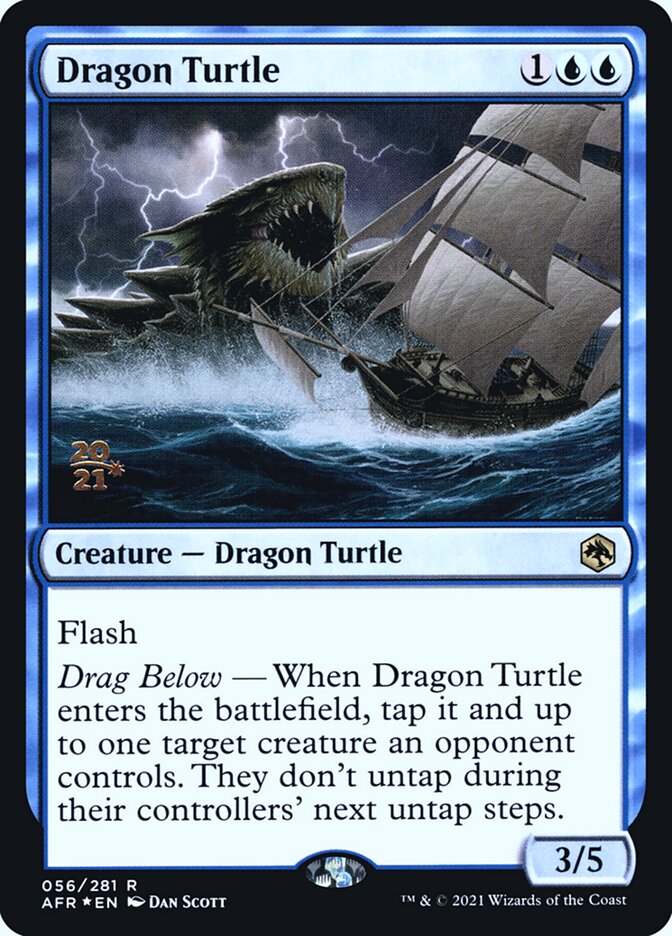 Dragon Turtle 1
20
21
Creature — Dragon Turtle
Flash
Drag Below — When Dragon Turtle
enters the battlefield, tap it and up
to one target creature an opponent
controls. They don't untap during
their controllers' next untap steps.
3/5
056/281 R
AFR ★ EN Dan Scott
™ & © 2021 Wizards of the Coast